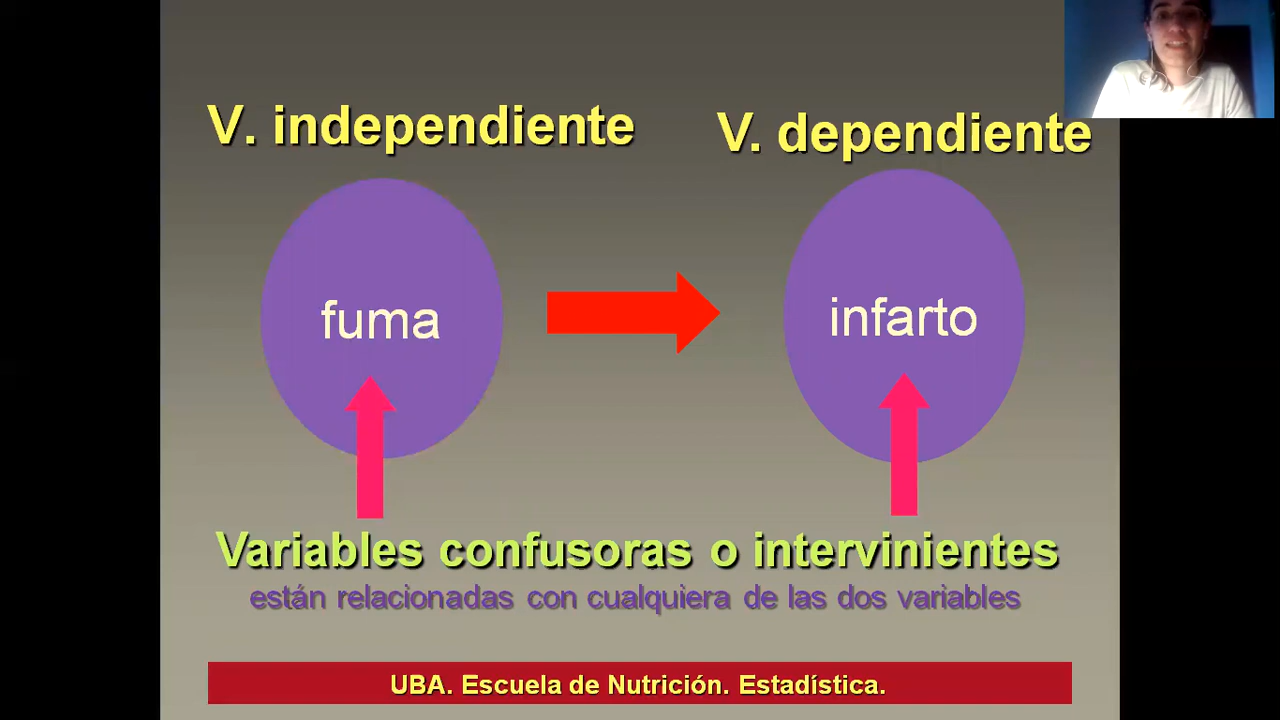 V. independiente
V. dependiente
fuma
infarto
Variables confusoras o intervinientes
están relacionadas con cualquiera de las dos variables
UBA. Escuela de Nutrición. Estadística.